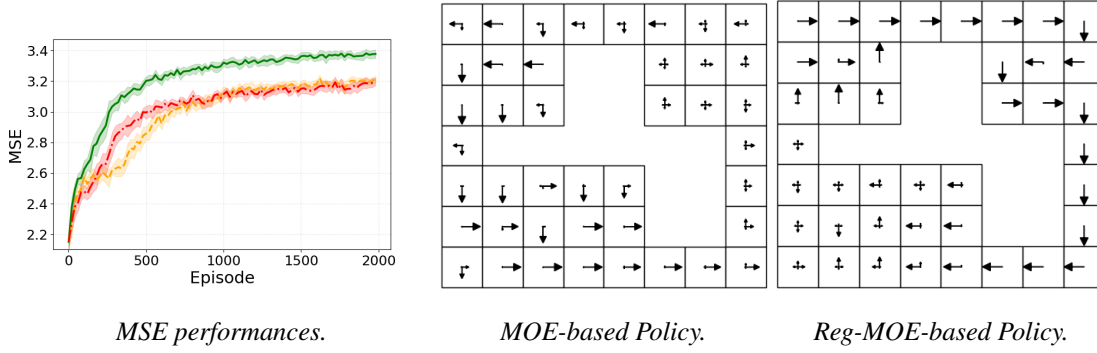 3.4
3.2
3.0
2.8
2.6
2.4
2.2
MSE
0
500
1000
1500
2000
Episode
MSE performances.
MOE-based Policy.
Reg-MOE-based Policy.